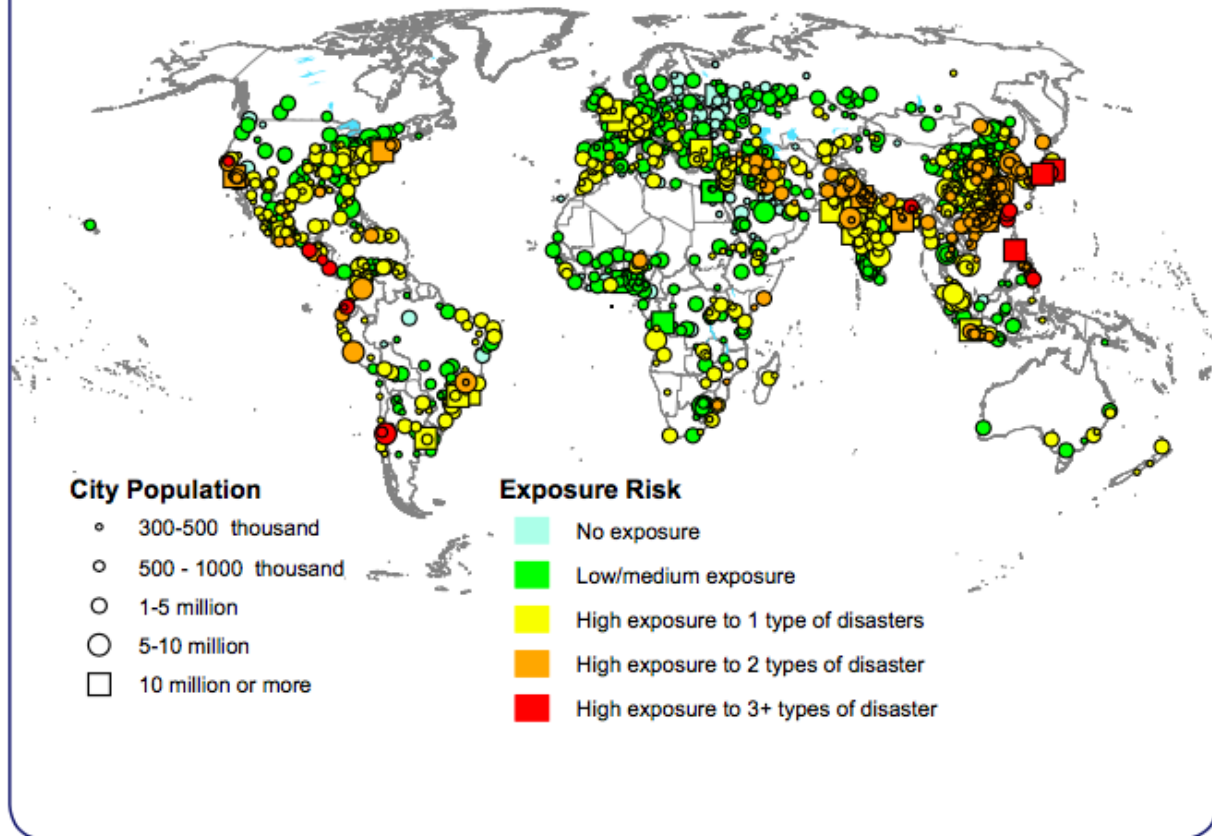 City Population
300-500 thousand
500 - 1000 thousand
1-5 million
5-10 million
10 million or more
Exposure Risk
No exposure
Low/medium exposure
High exposure to 1 type of disasters
High exposure to 2 types of disaster
High exposure to 3+ types of disaster